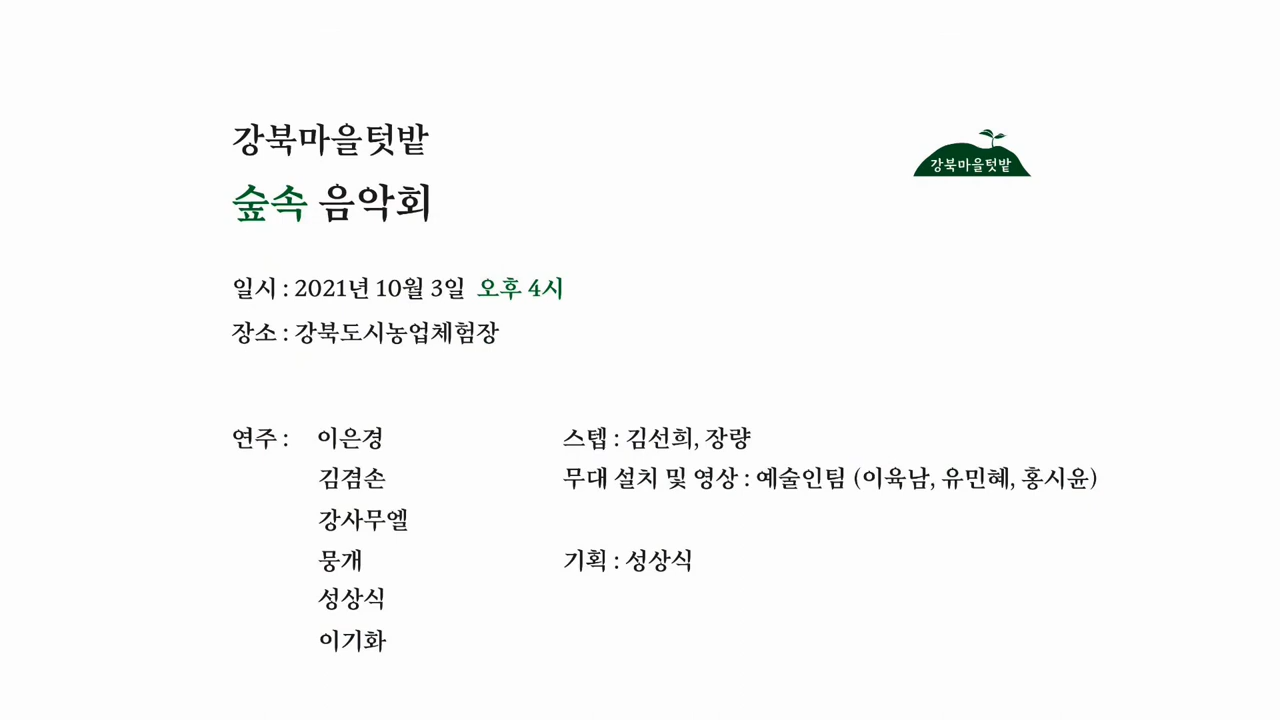 강북마을텃밭
숲속 음악회
강북마을텃밭
일시 : 2021년 10월 3일 오후 4시
장소 : 강북도시농업체험장
연주 : 이은경
김겸손
강사무엘
뭉개
성상식
이기화
스텝 : 김선희, 장량
무대 설치 및 영상 : 예술인팀 (이육남, 유민혜, 홍시윤)
기획 : 성상식